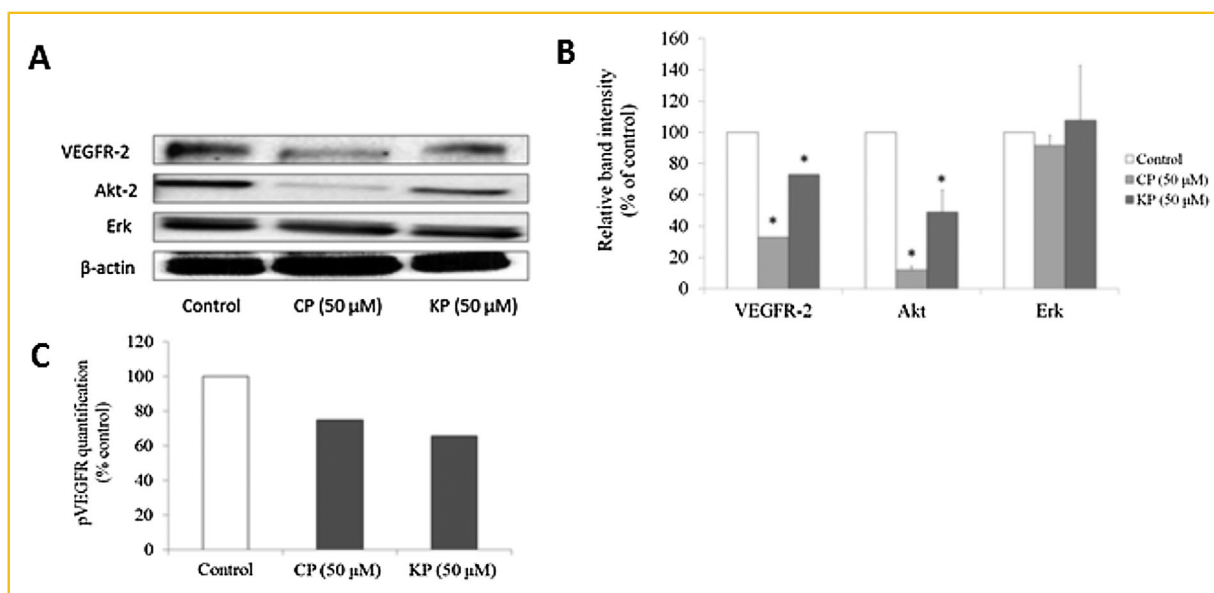 A
VEGFR-2
Akt-2
Erk
β-actin
Control CP (50 µM) KP (50 µM)
B
Relative band intensity
(% of control)
160
140
120
100
80
60
40
20
0
* * * *
VEGFR-2 Akt Erk
Control
CP (50 µM)
KP (50 µM)
C
pVEGFR quantification
(% control)
120
100
80
60
40
20
0
Control CP (50 µM) KP (50 µM)